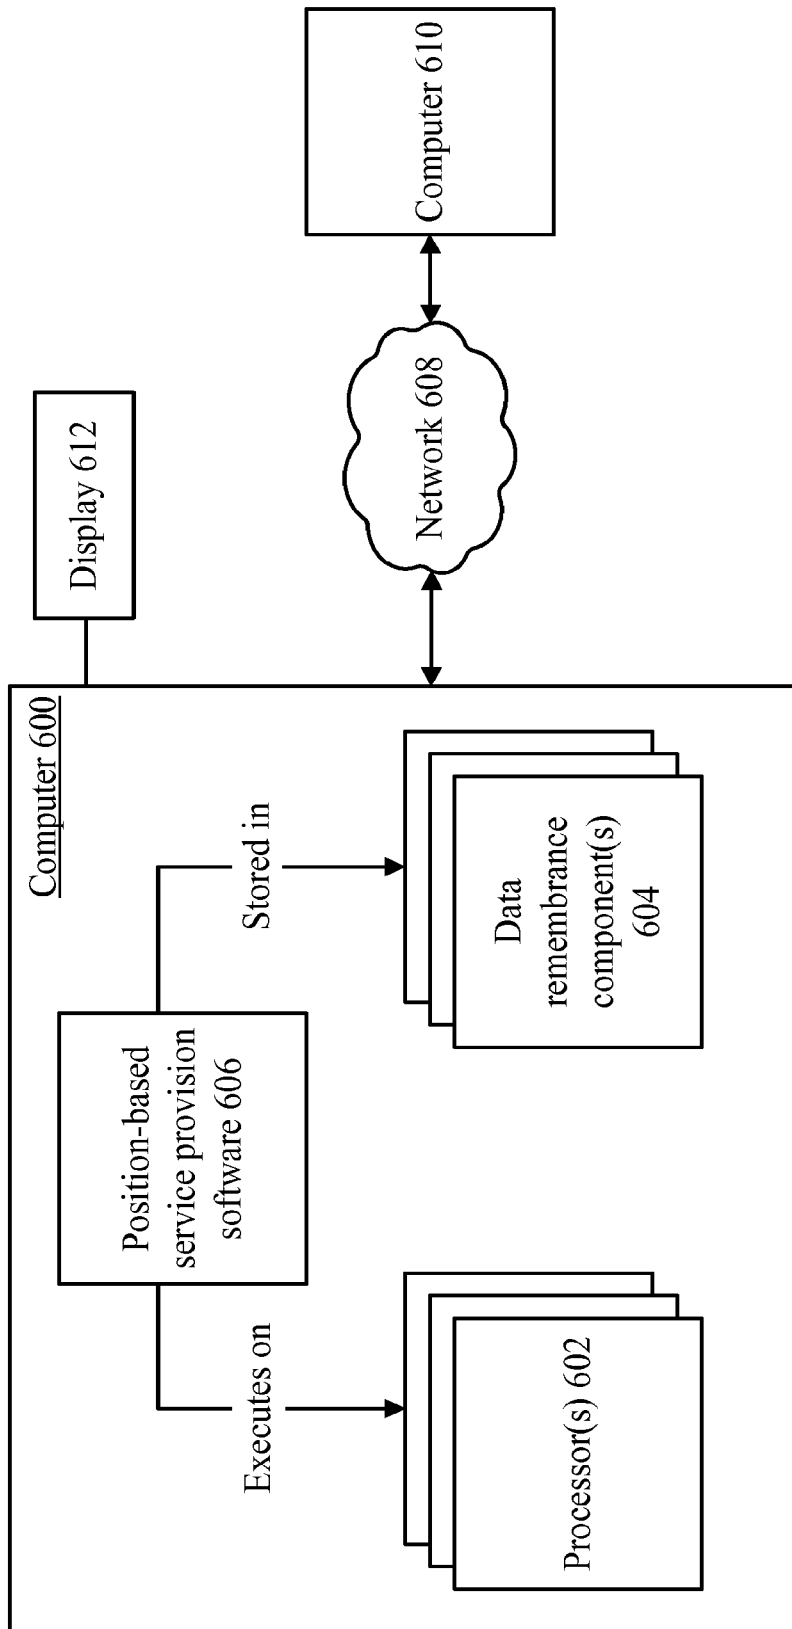 Computer 600
Position-based
service provision
software 606
Executes on
Stored in
Processor(s) 602
Data
remembrance
component(s)
604
Display 612
Network 608
Computer 610